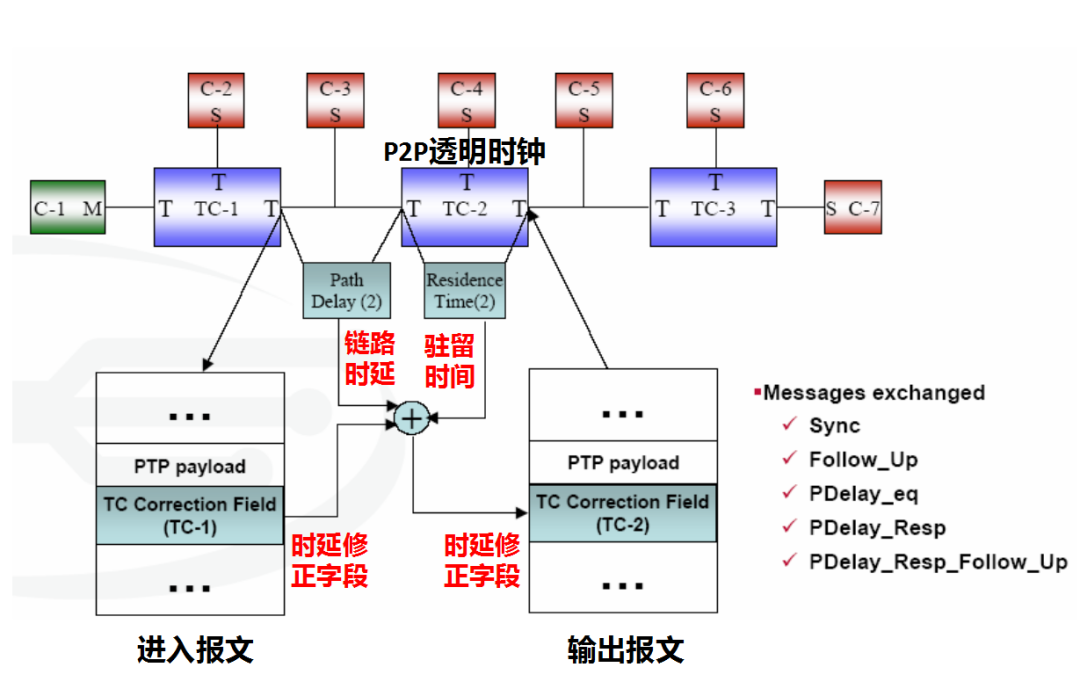 C-2
S
C-3
S
C-4
S
C-5
S
C-6
S
P2P透明时钟
C-1 M
T
T TC-1 T
T
T TC-2 T
T
T TC-3 T
S C-7
Path
Delay (2)
Residence
Time(2)
链路
时延
驻留
时间
+
...
PTP payload
TC Correction Field
(TC-1)
...
时延修
正字段
进入报文
时延修
正字段
...
PTP payload
TC Correction Field
(TC-2)
...
输出报文
Messages exchanged
✓ Sync
✓ Follow_Up
✓ PDelay_eq
✓ PDelay_Resp
✓ PDelay_Resp_Follow_Up